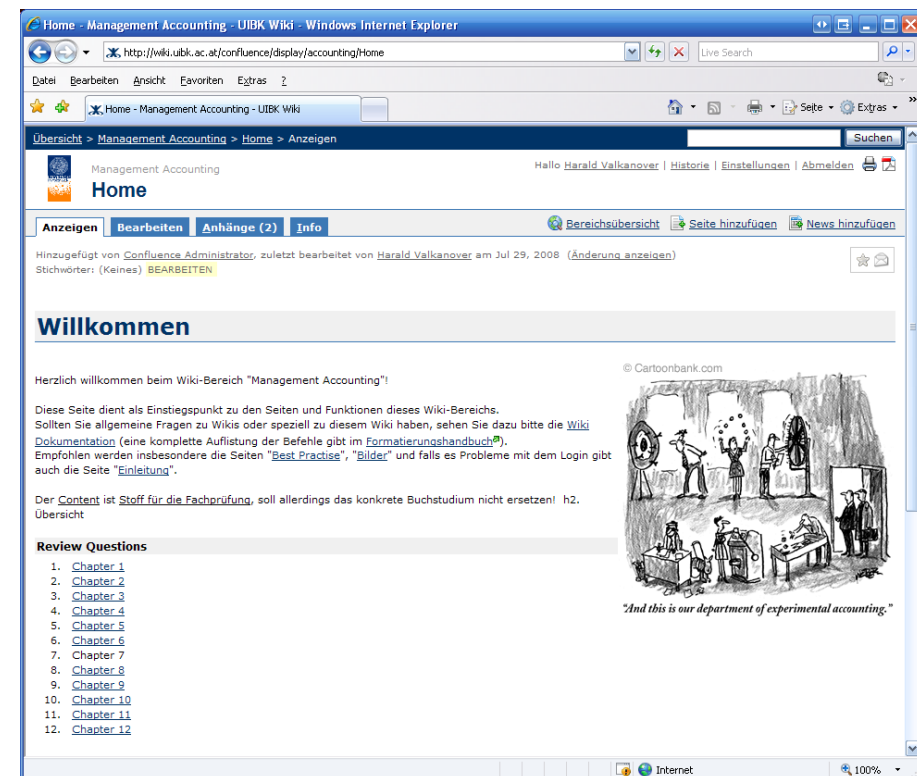 Home - Management Accounting - UIBK Wiki - Windows Internet Explorer
http://wiki.uibk.ac.at/confluence/display/accounting/Home
Live Search
Datei Bearbeiten Ansicht Favoriten Extras ?
Home - Management Accounting - UIBK Wiki
Seite Extras
Übersicht > Management Accounting > Home > Anzeigen
Suchen
Management Accounting
Hallo Harald Valkanover | Historie | Einstellungen | Abmelden
Home
Anzeigen Bearbeiten Anhänge (2) Info
Bereichsübersicht Seite hinzufügen News hinzufügen
Hinzugefügt von Confluence Administrator, zuletzt bearbeitet von Harald Valkanover am Jul 29, 2008 (Änderung anzeigen)
Stichwörter: (Keines) BEARBEITEN
Willkommen
© Cartoonbank.com
Herzlich willkommen beim Wiki-Bereich "Management Accounting"!
Diese Seite dient als Einstiegspunkt zu den Seiten und Funktionen dieses Wiki-Bereichs.
Sollten Sie allgemeine Fragen zu Wikis oder speziell zu diesem Wiki haben, sehen Sie dazu bitte die Wiki
Dokumentation (eine komplette Auflistung der Befehle gibt im Formatierungshandbuch).
Empfohlen werden insbesondere die Seiten "Best Practise", "Bilder" und falls es Probleme mit dem Login gibt
auch die Seite "Einleitung".
Der Content ist Stoff für die Fachprüfung, soll allerdings das konkrete Buchstudium nicht ersetzen! h2.
Übersicht
"And this is our department of experimental accounting."
Review Questions
1. Chapter 1
2. Chapter 2
3. Chapter 3
4. Chapter 4
5. Chapter 5
6. Chapter 6
7. Chapter 7
8. Chapter 8
9. Chapter 9
10. Chapter 10
11. Chapter 11
12. Chapter 12
Internet
100%